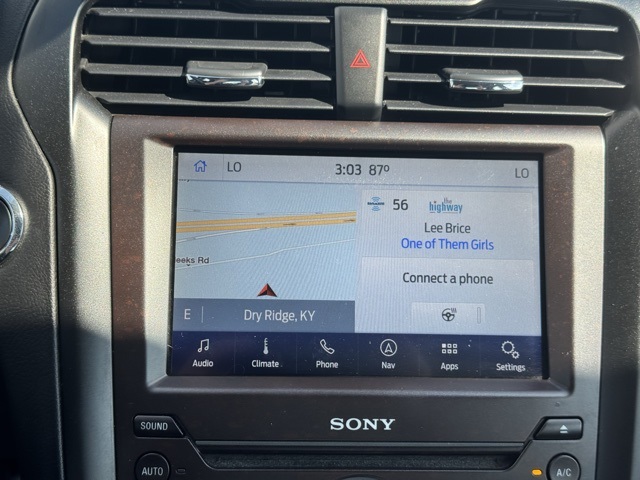 LO
3:03 87º
LO
56
the
highway
Lee Brice
One of Them Girls
eeks Rd
Connect a phone
E
Dry Ridge, KY
Audio
Climate
Phone
Nav
Apps
Settings
SOUND
SONY
AUTO
A/C